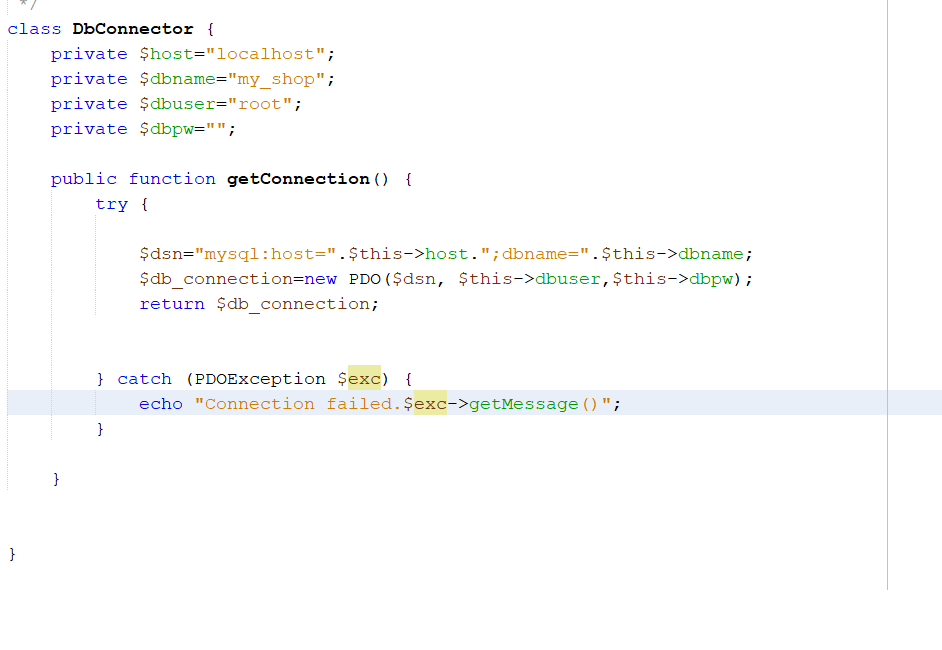 */
class DbConnector {
    private $host="localhost";
    private $dbname="my_shop";
    private $dbuser="root";
    private $dbpw="";
    public function getConnection() {
        try {
            $dsn="mysql:host=".$this->host.";dbname=".$this->dbname;
            $db_connection=new PDO($dsn, $this->dbuser,$this->dbpw);
            return $db_connection;
        } catch (PDOException $exc) {
            echo "Connection failed.$exc->getMessage()";
        }
    }
}